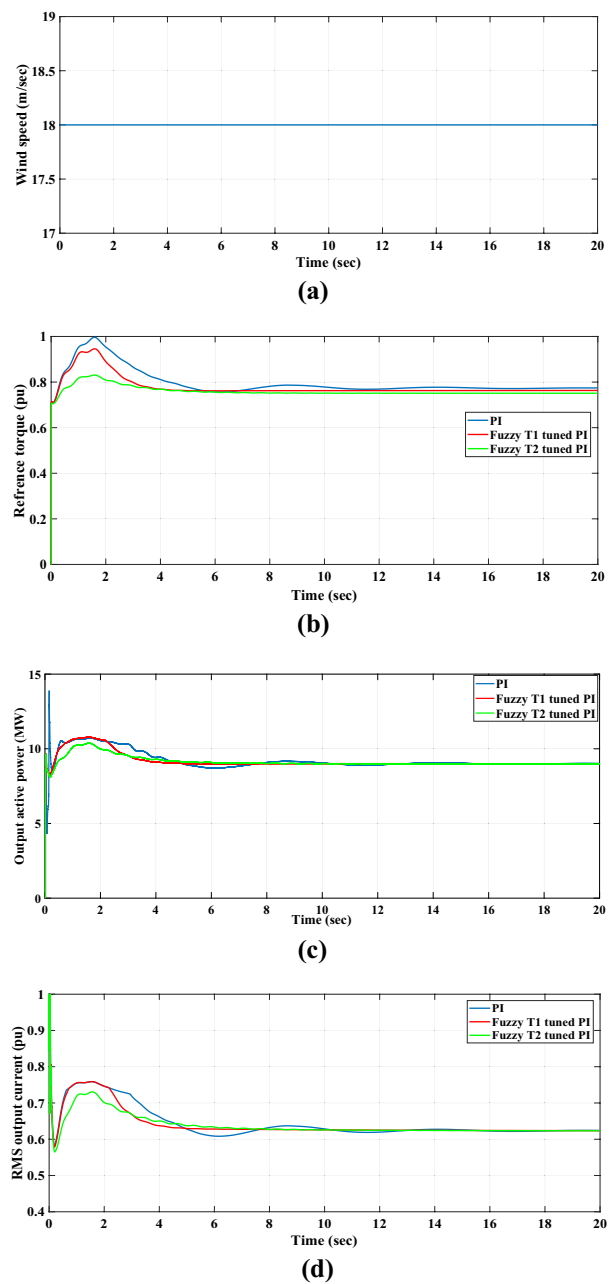 19
18.5
18
17.5
17
Wind speed (m/sec)
0 2 4 6 8 10 12 14 16 18 20
Time (sec)
(a)
1
0.8
0.6
0.4
0.2
0
Refrence torque (pu)
PI
Fuzzy T1 tuned PI
Fuzzy T2 tuned PI
0 2 4 6 8 10 12 14 16 18 20
Time (sec)
(b)
15
10
5
0
Output active power (MW)
PI
Fuzzy T1 tuned PI
Fuzzy T2 tuned PI
0 2 4 6 8 10 12 14 16 18 20
Time (sec)
(c)
1
0.9
0.8
0.7
0.6
0.5
0.4
RMS output current (pu)
PI
Fuzzy T1 tuned PI
Fuzzy T2 tuned PI
0 2 4 6 8 10 12 14 16 18 20
Time (sec)
(d)